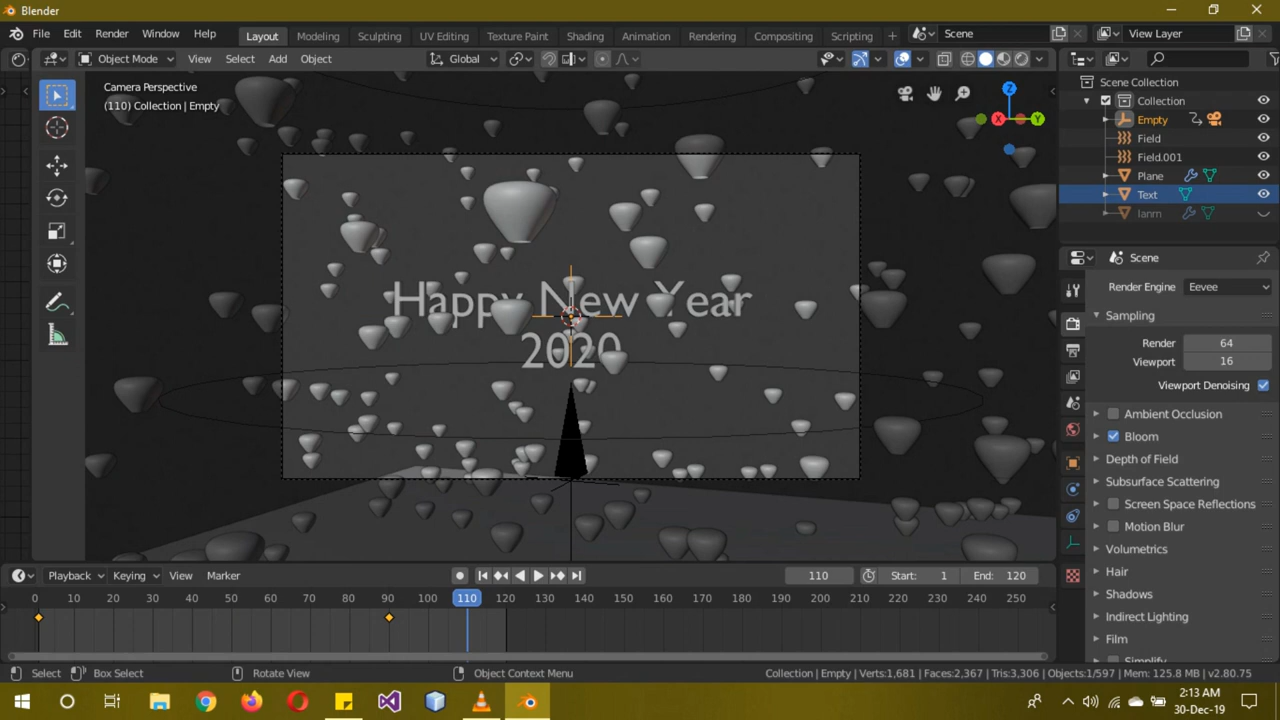 Blender
File Edit Render Window Help
Layout Modeling Sculpting UV Editing Texture Paint Shading Animation Rendering Compositing Scripting +
Scene
View Layer
Object Mode View Select Add Object
Global
Camera Perspective
(110) Collection | Empty
Z
X
Y
Happy New Year
2020
Scene Collection
Collection
Empty
Field
Field.001
Plane
Text
lanm
Scene
Render Engine Eevee
Sampling
Render 64
Viewport 16
Viewport Denoising
Ambient Occlusion
Bloom
Depth of Field
Subsurface Scattering
Screen Space Reflections
Motion Blur
Volumetrics
Hair
Shadows
Indirect Lighting
Film
Simplify
Playback Keying View Marker
110 Start: 1 End: 120
0 10 20 30 40 50 60 70 80 90 100 110 120 130 140 150 160 170 180 190 200 210 220 230 240 250
Select Box Select Rotate View Object Context Menu
Collection | Empty | Verts:1,681 | Faces:2,367 | Tris:3,306 | Objects:1/597 | Mem: 125.8 MB | v2.80.75
2:13 AM
30-Dec-19